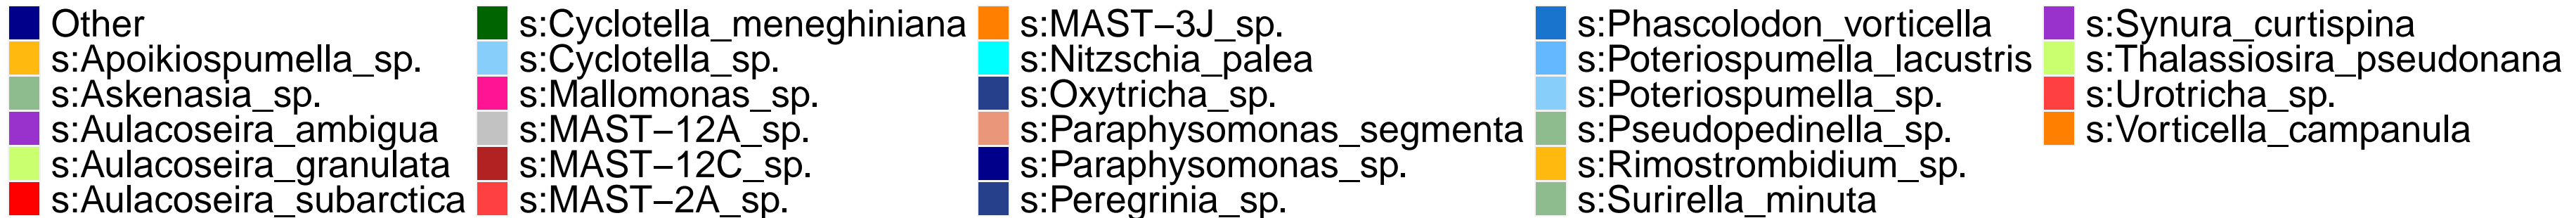 Other
s:Apoikiospumella_sp.
s:Askenasia_sp.
s:Aulacoseira_ambigua
s:Aulacoseira_granulata
s:Aulacoseira_subarctica
s:Cyclotella_meneghiniana
s:Cyclotella_sp.
s:Mallomonas_sp.
s:MAST−12A_sp.
s:MAST−12C_sp.
s:MAST−2A_sp.
s:MAST−3J_sp.
s:Nitzschia_palea
s:Oxytricha_sp.
s:Paraphysomonas_segmenta
s:Paraphysomonas_sp.
s:Peregrinia_sp.
s:Phascolodon_vorticella
s:Poteriospumella_lacustris
s:Poteriospumella_sp.
s:Pseudopedinella_sp.
s:Rimostrombidium_sp.
s:Surirella_minuta
s:Synura_curtispina
s:Thalassiosira_pseudonana
s:Urotricha_sp.
s:Vorticella_campanula